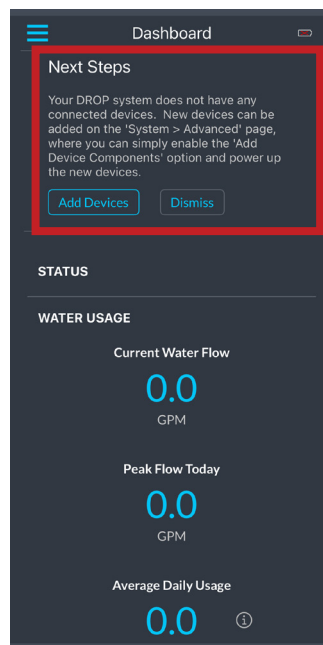 Dashboard
Next Steps
Your DROP system does not have any
connected devices.  New devices can be
added on the 'System > Advanced' page,
where you can simply enable the 'Add
Device Components' option and power up
the new devices.
Add Devices
Dismiss
STATUS
WATER USAGE
Current Water Flow
0.0
GPM
Peak Flow Today
0.0
GPM
Average Daily Usage
0.0